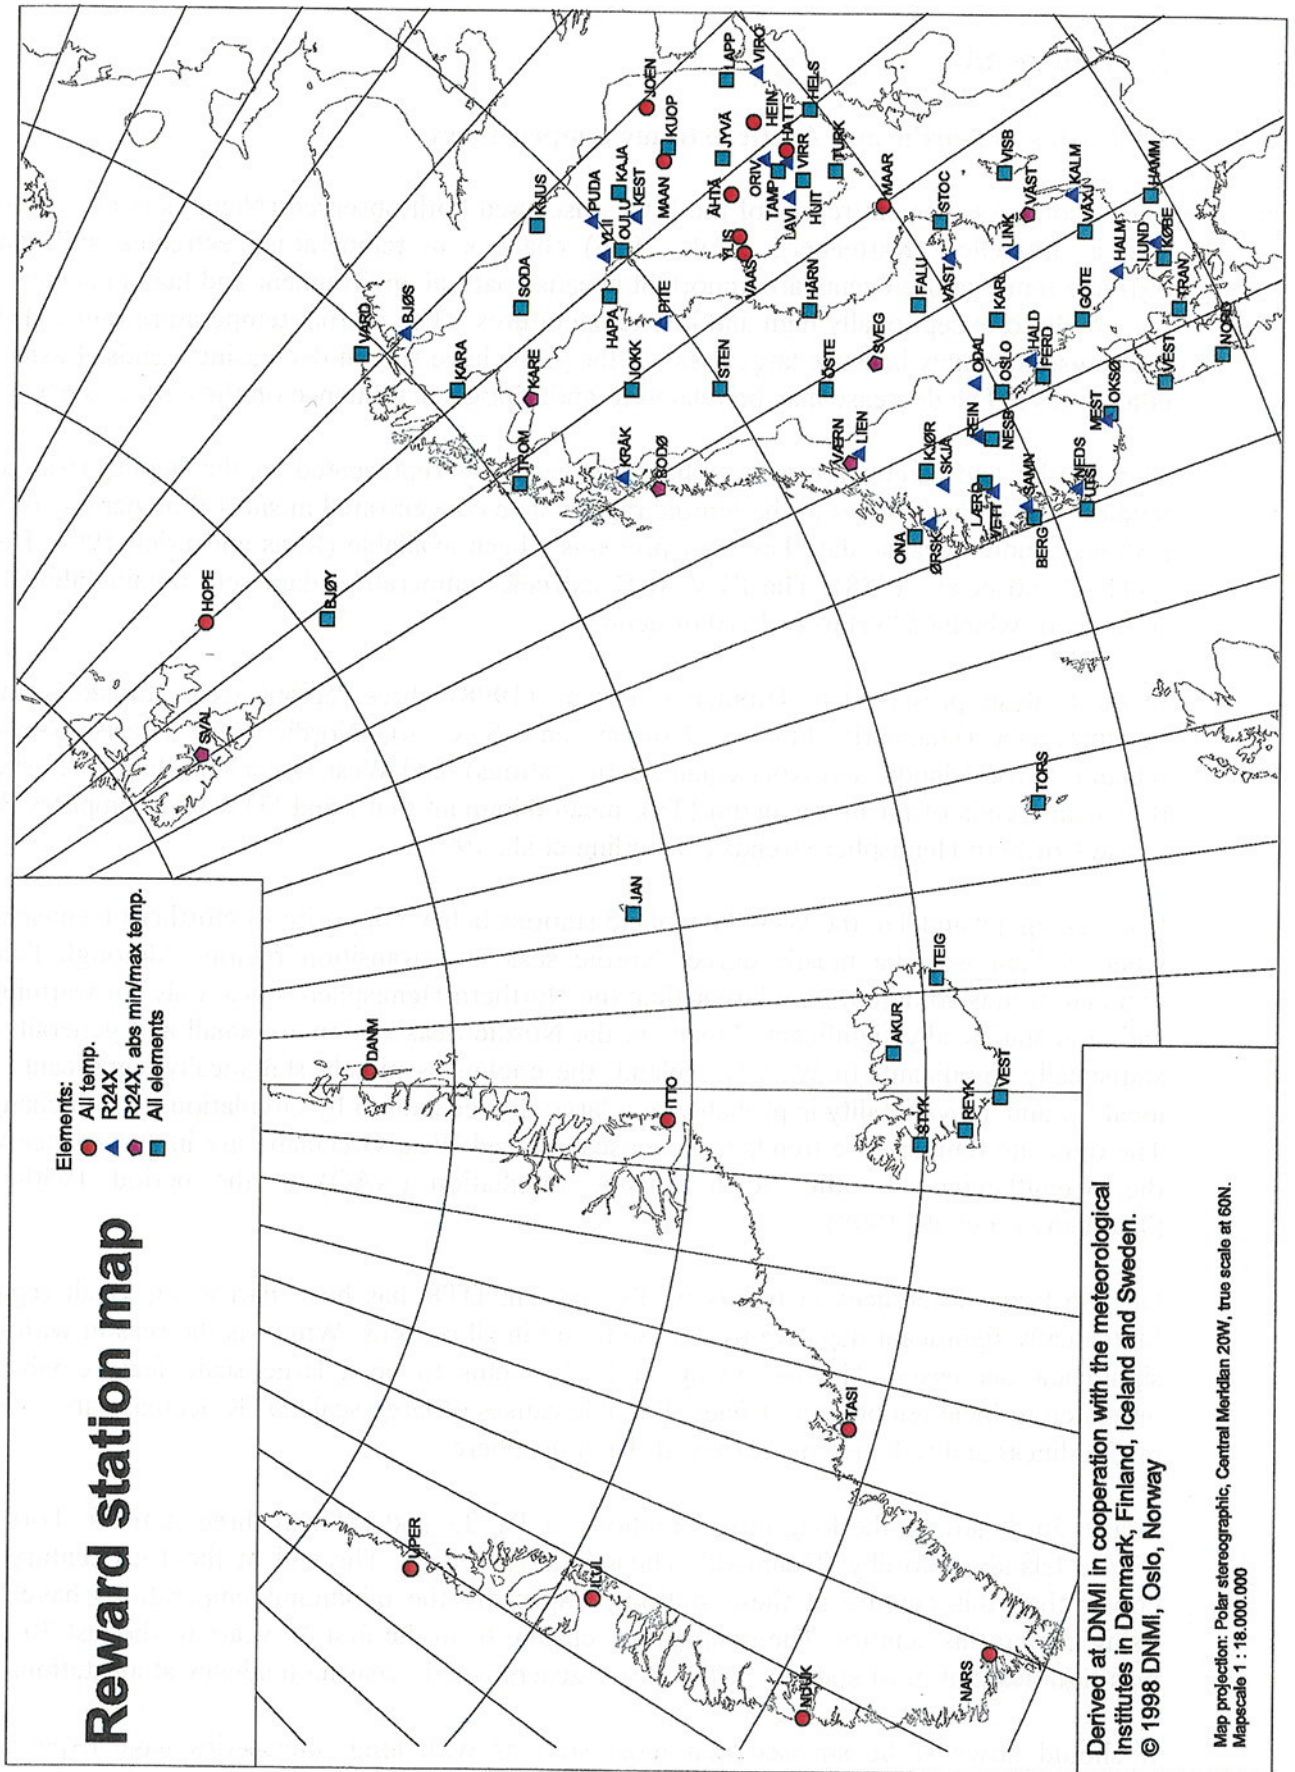 Reward station map
Elements:
All temp.
R24X
R24X, abs min/max temp.
All elements
UPER
ILUL
NUUK
NARS
TASI
DANM
ITTO
STYK
REYK
AKUR
VEST
TEIG
JAN
TORS
SVAL
HOPE
BJØY
VARD
BJØS
KARA
KARE
TROM
SODA
KUUS
PUDA
YLII
OULU
KAJA
KEST
HAPA
JOKK
PITE
KRÅK
BODØ
STEN
JOEN
KUOP
MAAN
JYVÄ
LAPP
VIRO
HEIN
HATT
ÄHTÄ
ORIV
TAMP
VIRR
LAVI
HUIT
HELS
TURK
YLIS
VAAS
MAAR
HÄRN
ÖSTE
SVEG
VÆRN
LIEN
FALU
STOC
VÄST
VISB
VÄST
KALM
LINK
VÄXJ
HAMM
KARL
GÖTE
HALM
LUND
KØBE
TRAN
VEST
NORD
ODAL
OSLO
HALD
FERD
REIN
NESB
KJØR
SKJÅ
LÆRD
VETI
SAMN
BERG
ONA
ØRSK
NEDS
UTSI
MEST
OKSØ
Derived at DNMI in cooperation with the meteorological
Institutes in Denmark, Finland, Iceland and Sweden.
© 1998 DNMI, Oslo, Norway
Map projection: Polar stereographic, Central Meridian 20W, true scale at 60N.
Mapscale 1 : 18.000.000